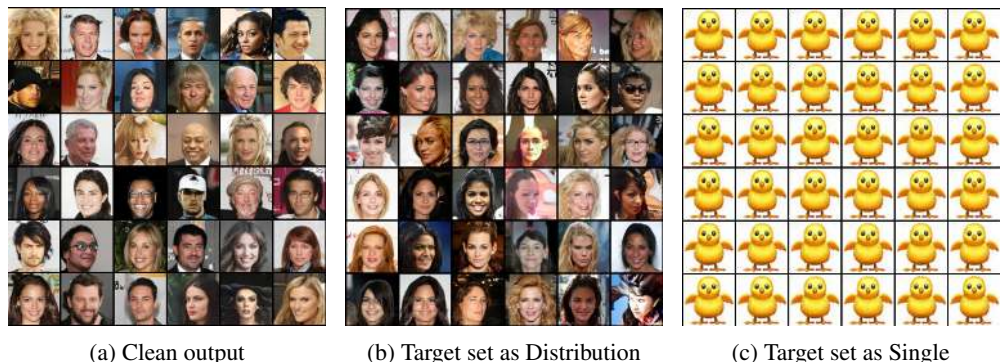 (a) Clean output
(b) Target set as Distribution
(c) Target set as Single